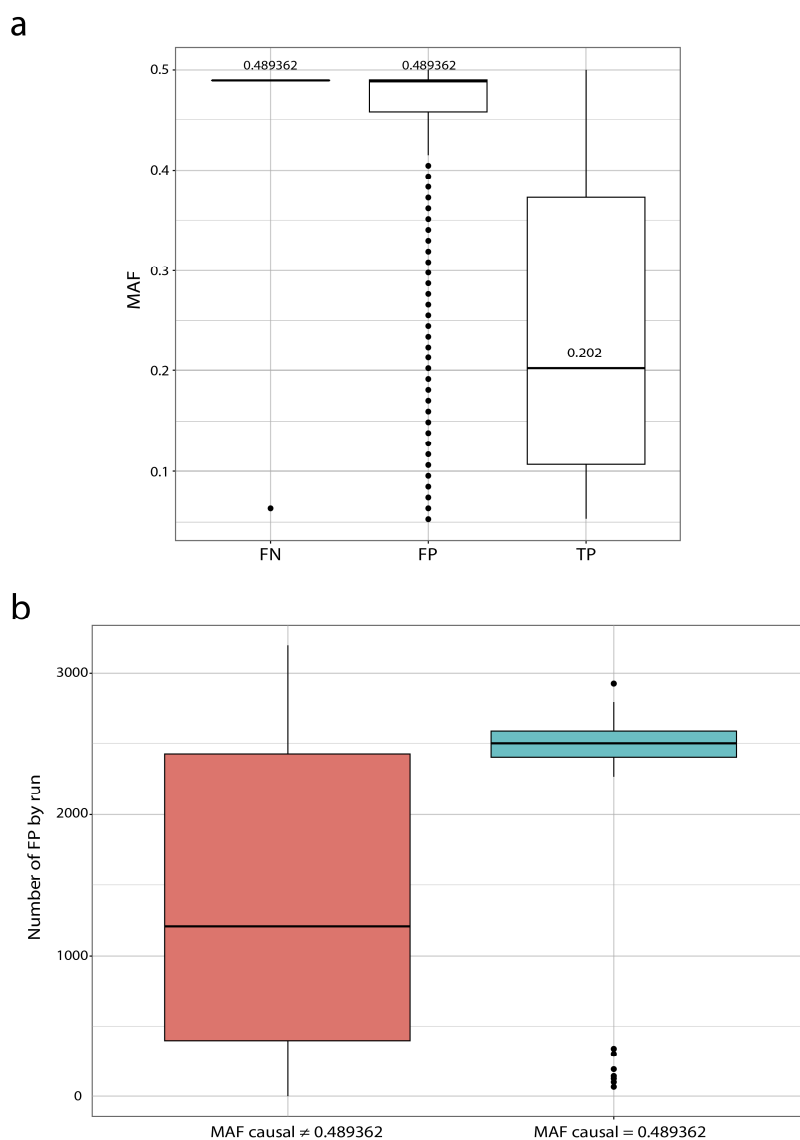 a
0.5
0.489362
0.489362
0.4
0.3
MAF
0.202
0.2
0.1
FN
FP
TP
b
3000
2000
Number of FP by run
1000
0
MAF causal ≠ 0.489362
MAF causal = 0.489362